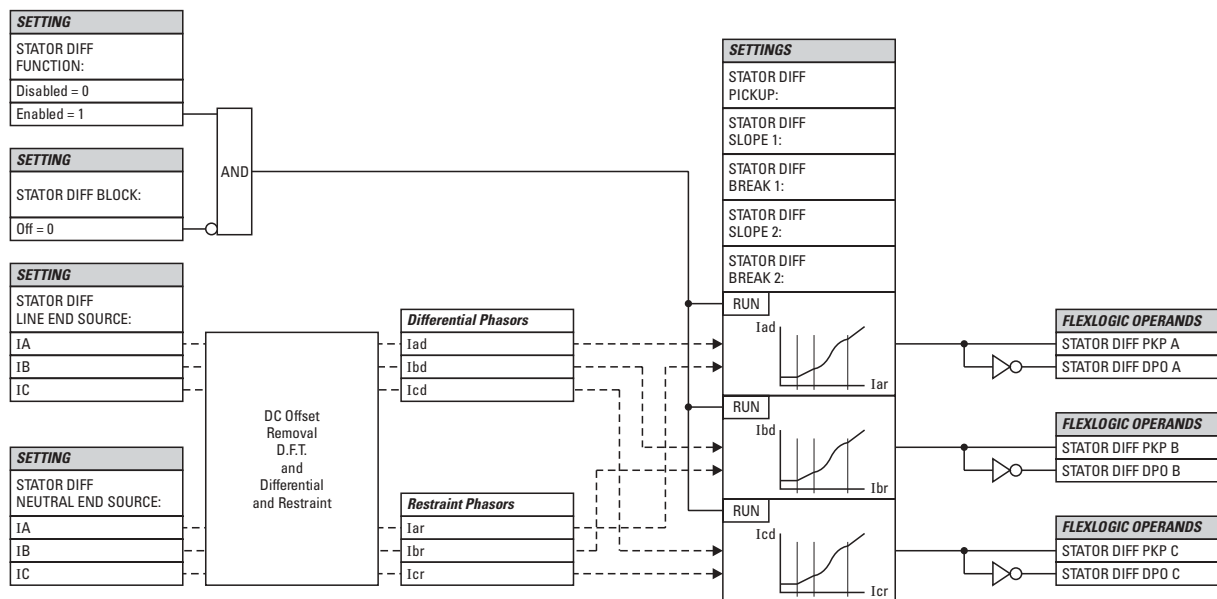 SETTING
STATOR DIFF
FUNCTION:
Disabled = 0
Enabled = 1
SETTING
STATOR DIFF BLOCK:
Off = 0
AND
SETTING
STATOR DIFF
LINE END SOURCE:
IA
IB
IC
SETTING
STATOR DIFF
NEUTRAL END SOURCE:
IA
IB
IC
DC Offset
Removal
D.F.T.
and
Differential
and Restraint
Differential Phasors
Iad
Ibd
Icd
Restraint Phasors
Iar
Ibr
Icr
SETTINGS
STATOR DIFF
PICKUP:
STATOR DIFF
SLOPE 1:
STATOR DIFF
BREAK 1:
STATOR DIFF
SLOPE 2:
STATOR DIFF
BREAK 2:
RUN
Iad
Iar
RUN
Ibd
Ibr
RUN
Icd
Icr
FLEXLOGIC OPERANDS
STATOR DIFF PKP A
STATOR DIFF DPO A
FLEXLOGIC OPERANDS
STATOR DIFF PKP B
STATOR DIFF DPO B
FLEXLOGIC OPERANDS
STATOR DIFF PKP C
STATOR DIFF DPO C